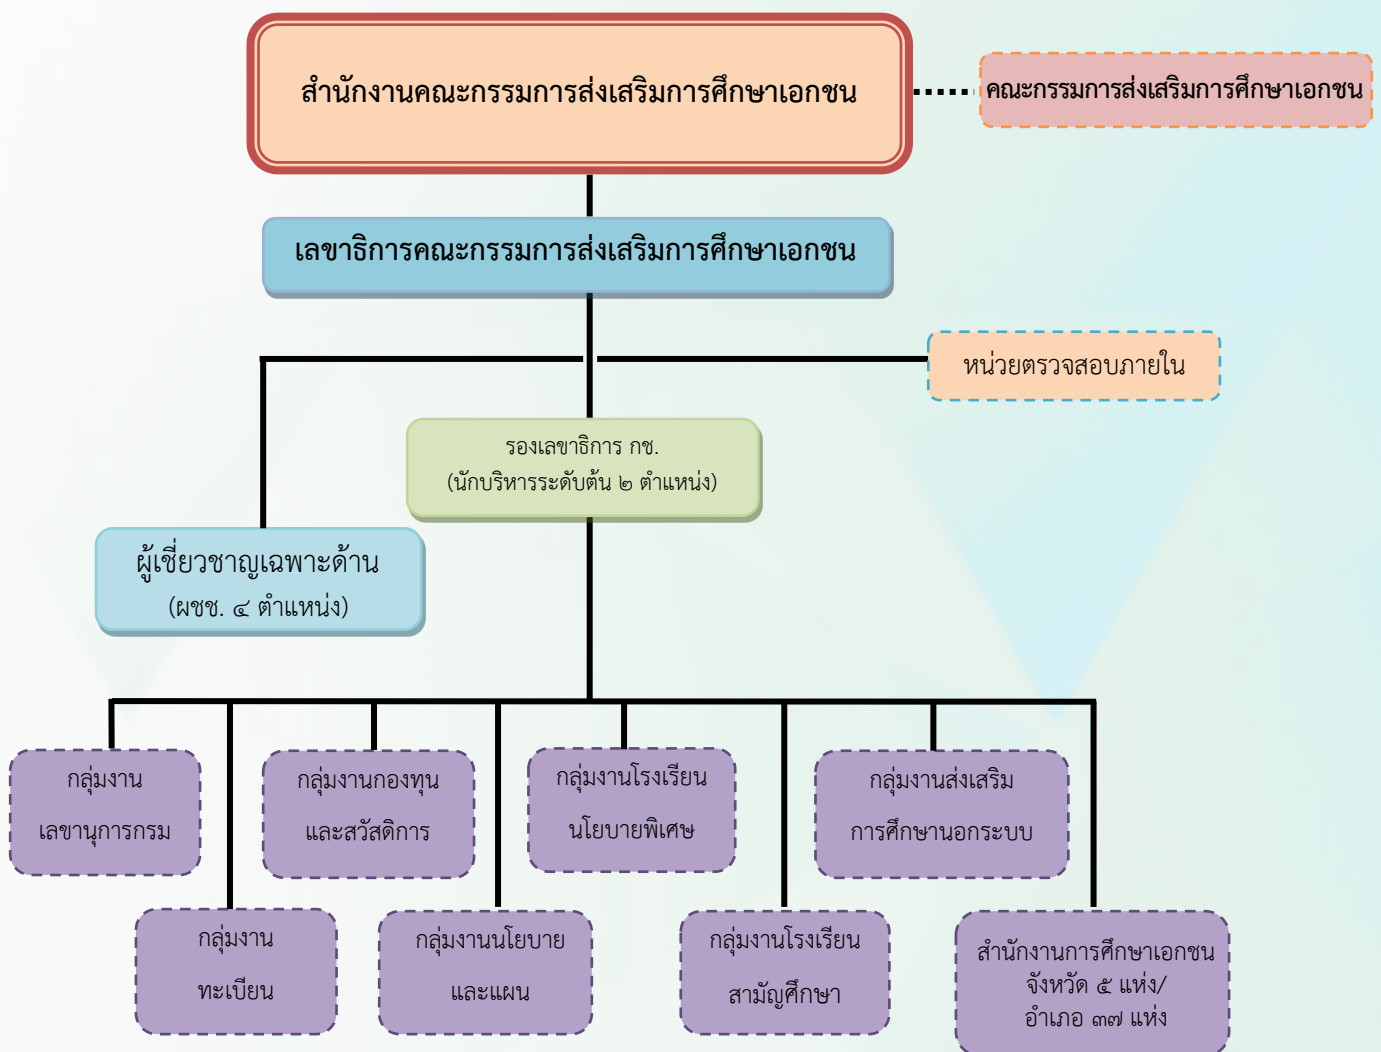 สำนักงานคณะกรรมการส่งเสริมการศึกษาเอกชน
คณะกรรมการส่งเสริมการศึกษาเอกชน
เลขาธิการคณะกรรมการส่งเสริมการศึกษาเอกชน
หน่วยตรวจสอบภายใน
รองเลขาธิการ กช.
(นักบริหารระดับต้น ๒ ตำแหน่ง)
ผู้เชี่ยวชาญเฉพาะด้าน
(ผชช. ๔ ตำแหน่ง)
กลุ่มงาน
เลขานุการกรม
กลุ่มงานกองทุน
และสวัสดิการ
กลุ่มงานโรงเรียน
นโยบายพิเศษ
กลุ่มงานส่งเสริม
การศึกษานอกระบบ
กลุ่มงาน
ทะเบียน
กลุ่มงานนโยบาย
และแผน
กลุ่มงานโรงเรียน
สามัญศึกษา
สำนักงานการศึกษาเอกชน
จังหวัด ๕ แห่ง/
อำเภอ ๓๗ แห่ง